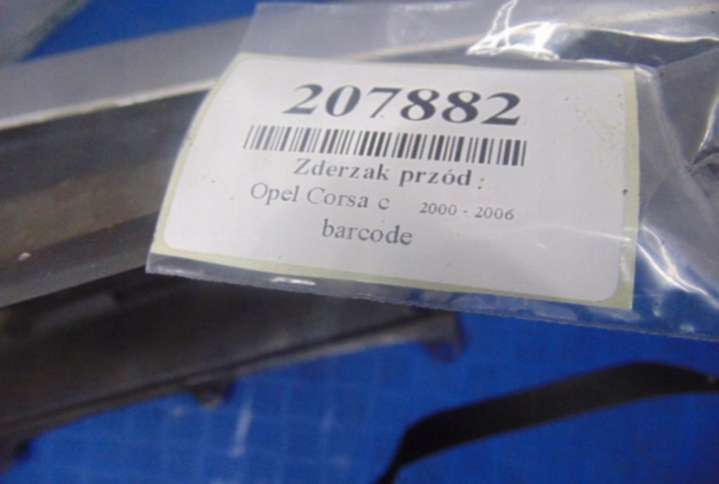 207882
Zderzak przód :
Opel Corsa c 2000 - 2006
barcode